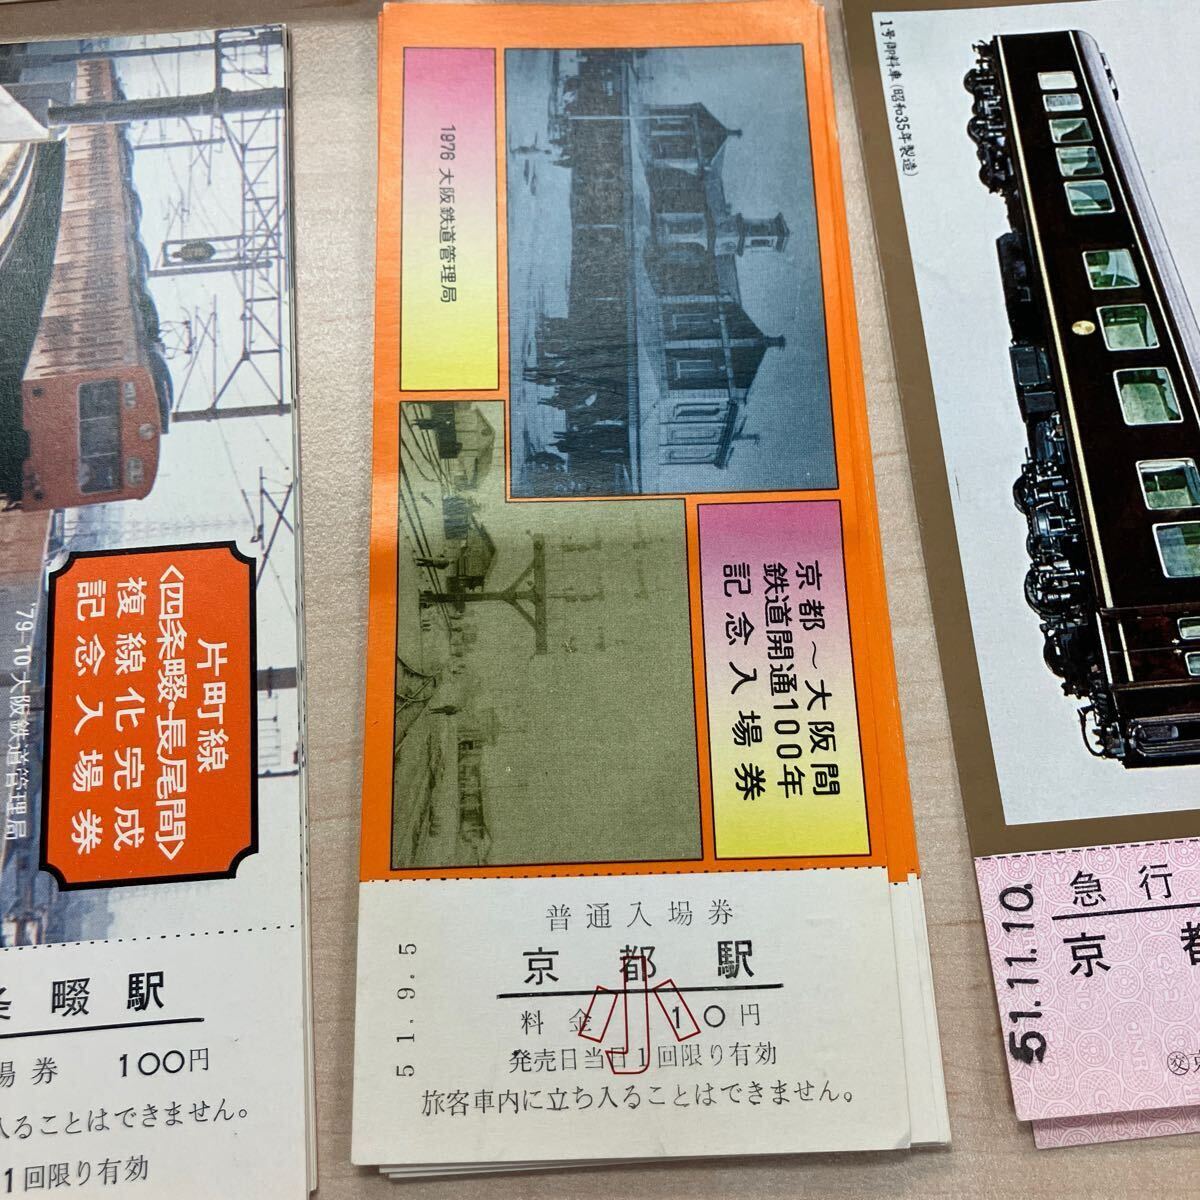 片町線
〈四条畷・長尾間〉
複線化完成
記念入場券
'79-10大阪鉄道管理局
畷駅
場券 100円
入ることはできません。
1回限り有効
1976 大阪鉄道管理局
京都～大阪間
鉄道開通100年
記念入場券
51.9.5
普通入場券
京都駅
小
料金 10円
発売日当日1回限り有効
旅客車内に立ち入ることはできません。
1号御料車(昭和35年製造)
51.11.10
急行
京都